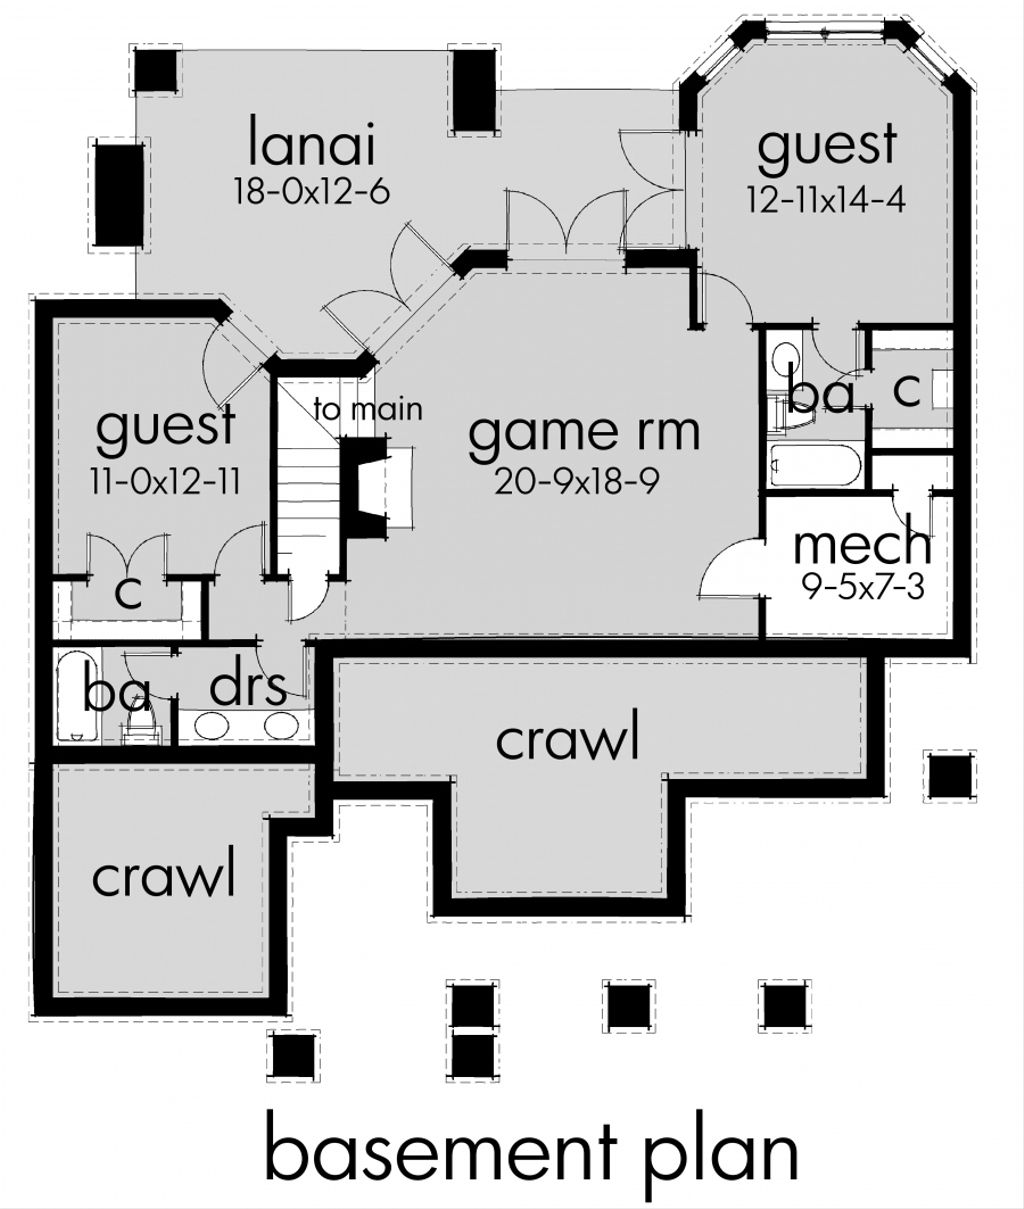 lanai
18-0x12-6
guest
12-11x14-4
to main
guest
11-0x12-11
game rm
20-9x18-9
ba
c
mech
9-5x7-3
c
ba
drs
crawl
crawl
basement plan